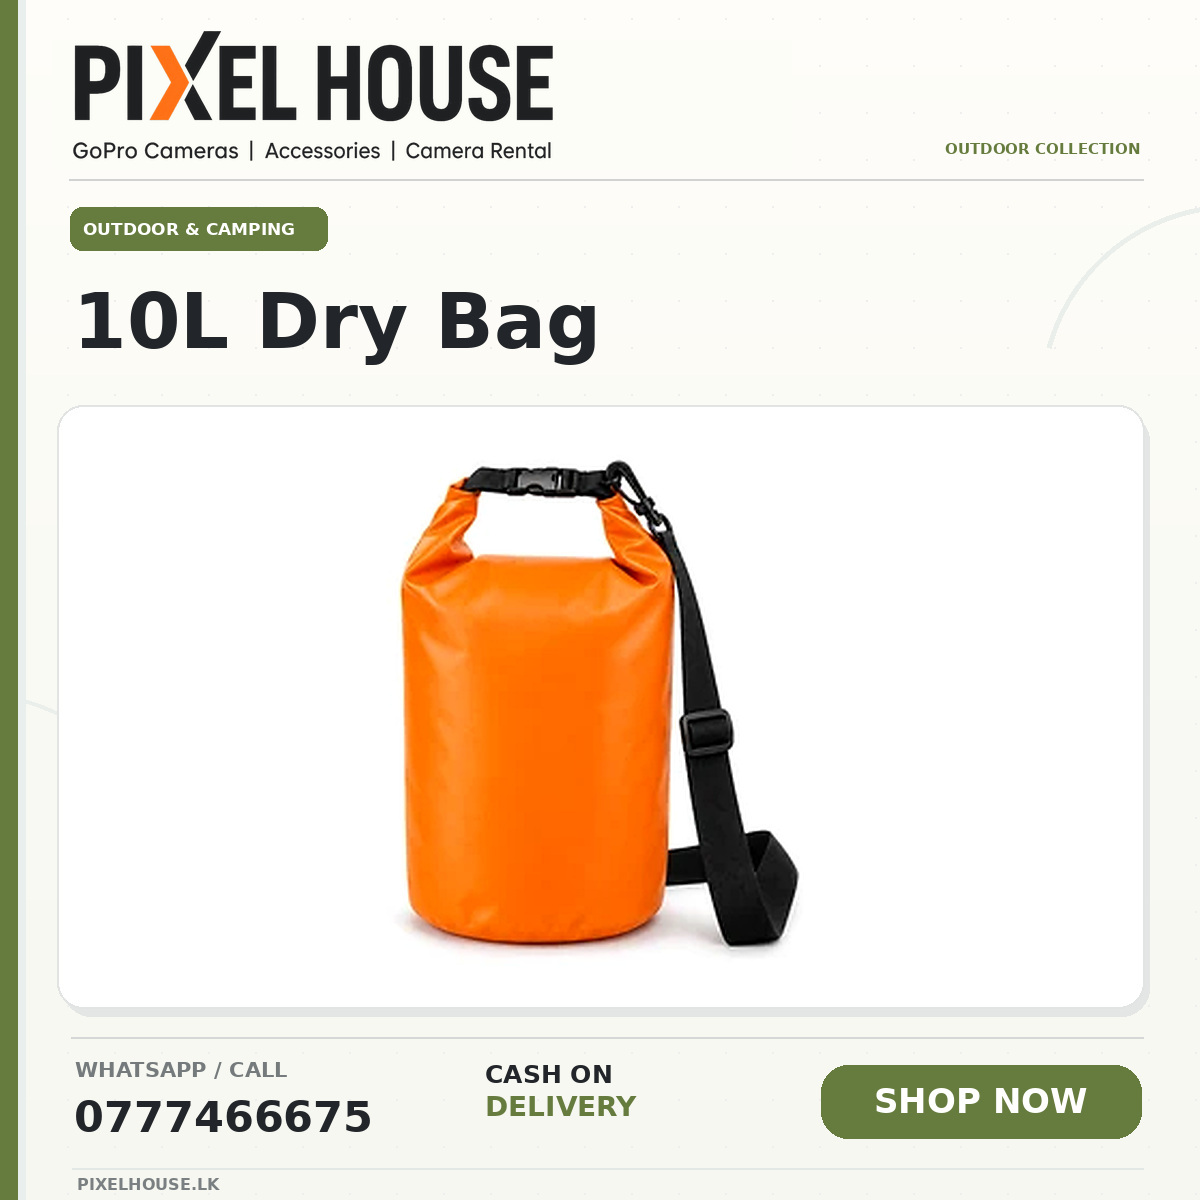 PIXEL HOUSE
GoPro Cameras | Accessories | Camera Rental
OUTDOOR COLLECTION
OUTDOOR & CAMPING
10L Dry Bag
WHATSAPP / CALL
0777466675
CASH ON
DELIVERY
SHOP NOW
PIXELHOUSE.LK